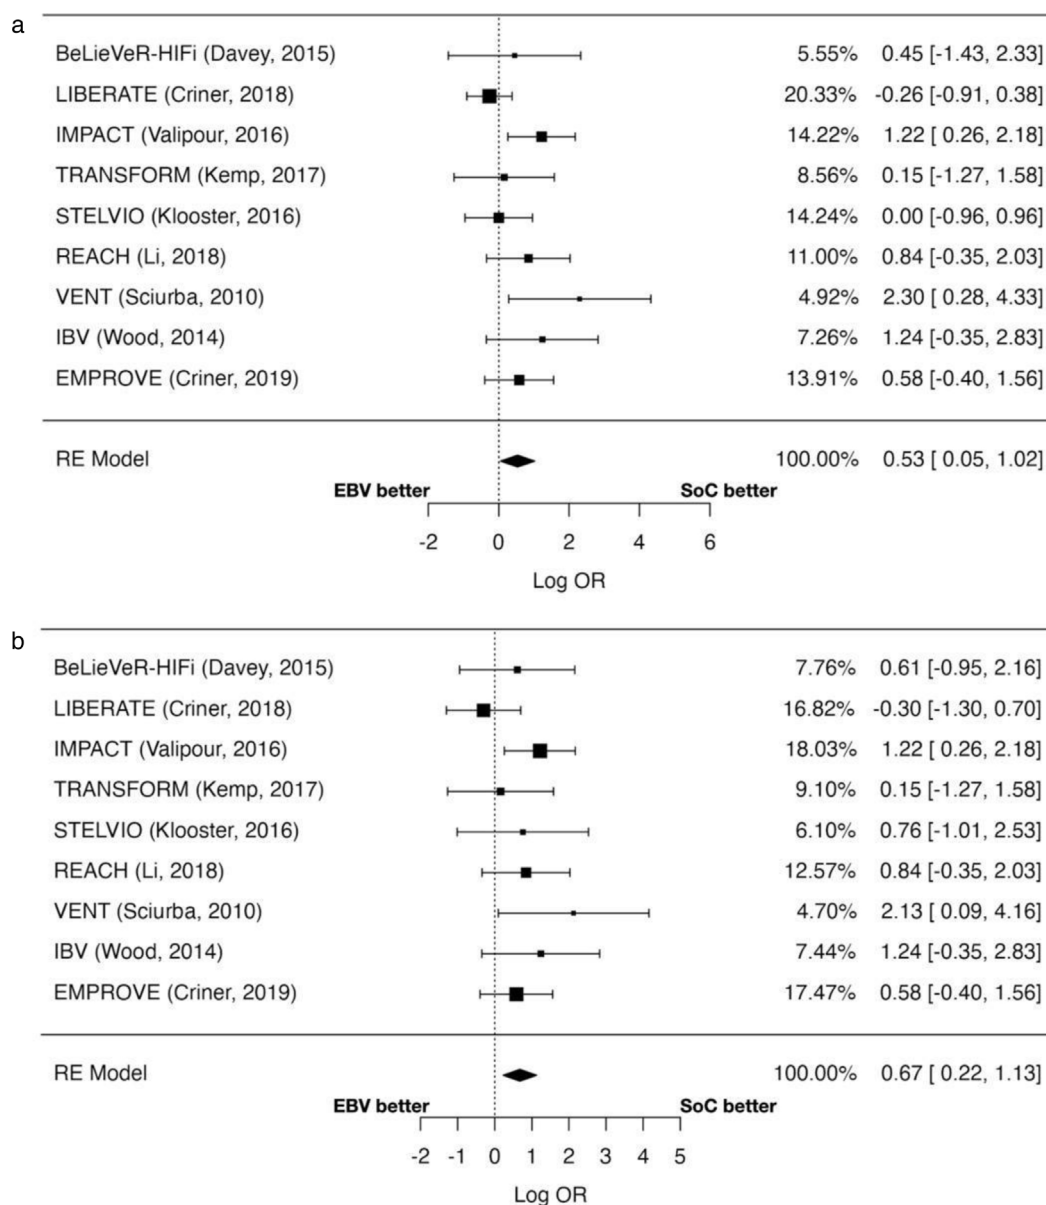 a
BeLieVeR-HIFi (Davey, 2015) 5.55% 0.45 [-1.43, 2.33]
LIBERATE (Criner, 2018) 20.33% -0.26 [-0.91, 0.38]
IMPACT (Valipour, 2016) 14.22% 1.22 [ 0.26, 2.18]
TRANSFORM (Kemp, 2017) 8.56% 0.15 [-1.27, 1.58]
STELVIO (Klooster, 2016) 14.24% 0.00 [-0.96, 0.96]
REACH (Li, 2018) 11.00% 0.84 [-0.35, 2.03]
VENT (Sciurba, 2010) 4.92% 2.30 [ 0.28, 4.33]
IBV (Wood, 2014) 7.26% 1.24 [-0.35, 2.83]
EMPROVE (Criner, 2019) 13.91% 0.58 [-0.40, 1.56]
RE Model 100.00% 0.53 [ 0.05, 1.02]
EBV better SoC better
-2 0 2 4 6
Log OR
b
BeLieVeR-HIFi (Davey, 2015) 7.76% 0.61 [-0.95, 2.16]
LIBERATE (Criner, 2018) 16.82% -0.30 [-1.30, 0.70]
IMPACT (Valipour, 2016) 18.03% 1.22 [ 0.26, 2.18]
TRANSFORM (Kemp, 2017) 9.10% 0.15 [-1.27, 1.58]
STELVIO (Klooster, 2016) 6.10% 0.76 [-1.01, 2.53]
REACH (Li, 2018) 12.57% 0.84 [-0.35, 2.03]
VENT (Sciurba, 2010) 4.70% 2.13 [ 0.09, 4.16]
IBV (Wood, 2014) 7.44% 1.24 [-0.35, 2.83]
EMPROVE (Criner, 2019) 17.47% 0.58 [-0.40, 1.56]
RE Model 100.00% 0.67 [ 0.22, 1.13]
EBV better SoC better
-2 -1 0 1 2 3 4 5
Log OR